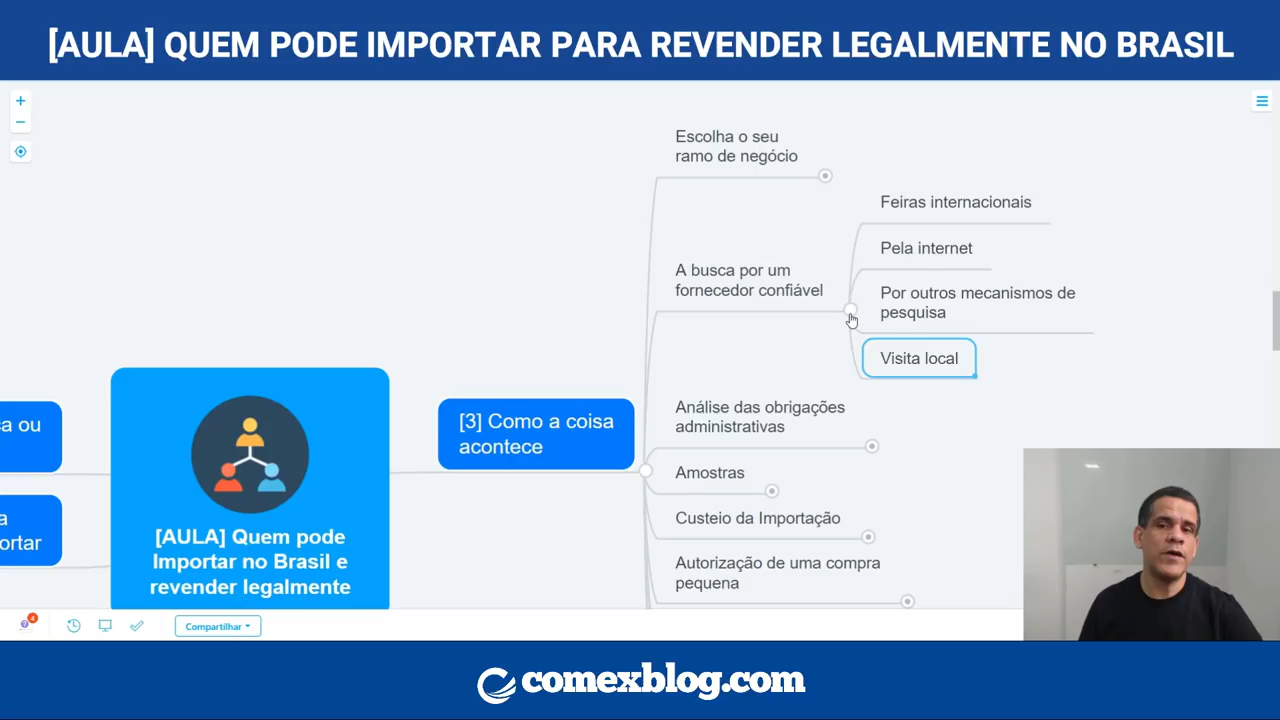 [AULA] QUEM PODE IMPORTAR PARA REVENDER LEGALMENTE NO BRASIL
Escolha o seu
ramo de negócio
Feiras internacionais
Pela internet
A busca por um
fornecedor confiável
Por outros mecanismos de
pesquisa
Visita local
[3] Como a coisa
acontece
Análise das obrigações
administrativas
Amostras
Custeio da Importação
Autorização de uma compra
pequena
ou
[AULA] Quem pode
Importar no Brasil e
revender legalmente
4
Compartilhar
comexblog.com